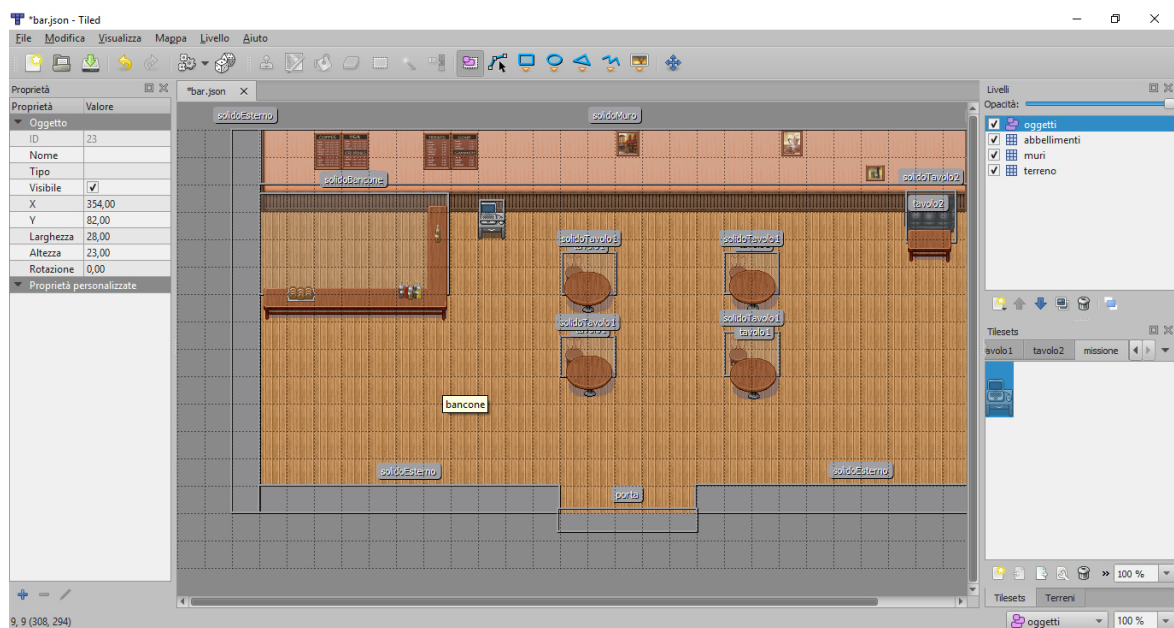 *bar.json - Tiled
File Modifica Visualizza Mappa Livello Aiuto
Proprietà
Proprietà Valore
Oggetto
ID 23
Nome
Tipo
Visibile
X 354,00
Y 82,00
Larghezza 28,00
Altezza 23,00
Rotazione 0,00
Proprietà personalizzate
*bar.json
solidoEsterno
solidoMuro
solidoBancone
solidoTavolo2
tavolo2
solidoTavolo1
solidoTavolo1
solidoTavolo1
solidoTavolo1
tavolo1
bancone
solidoEsterno
solidoEsterno
porta
Livelli
Opacità:
oggetti
abbellimenti
muri
terreno
Tilesets
avolo1 tavolo2 missione
100 %
Tilesets Terreni
9, 9 (308, 294)
oggetti 100 %